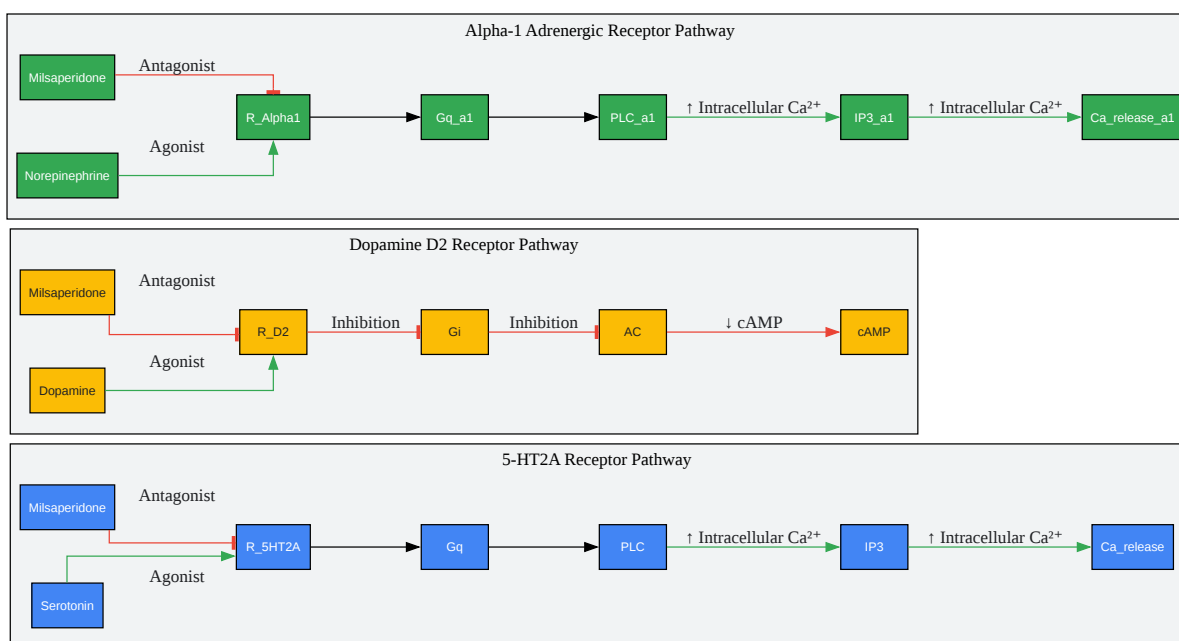 Alpha-1 Adrenergic Receptor Pathway
Milsaperidone
Antagonist
R_Alpha1
Gq_a1
PLC_a1
↑ Intracellular Ca²⁺
IP3_a1
↑ Intracellular Ca²⁺
Ca_release_a1
Agonist
Norepinephrine
Dopamine D2 Receptor Pathway
Milsaperidone
Antagonist
R_D2
Inhibition
Gi
Inhibition
AC
↓ cAMP
cAMP
Agonist
Dopamine
5-HT2A Receptor Pathway
Milsaperidone
Antagonist
R_5HT2A
Gq
PLC
↑ Intracellular Ca²⁺
IP3
↑ Intracellular Ca²⁺
Ca_release
Agonist
Serotonin